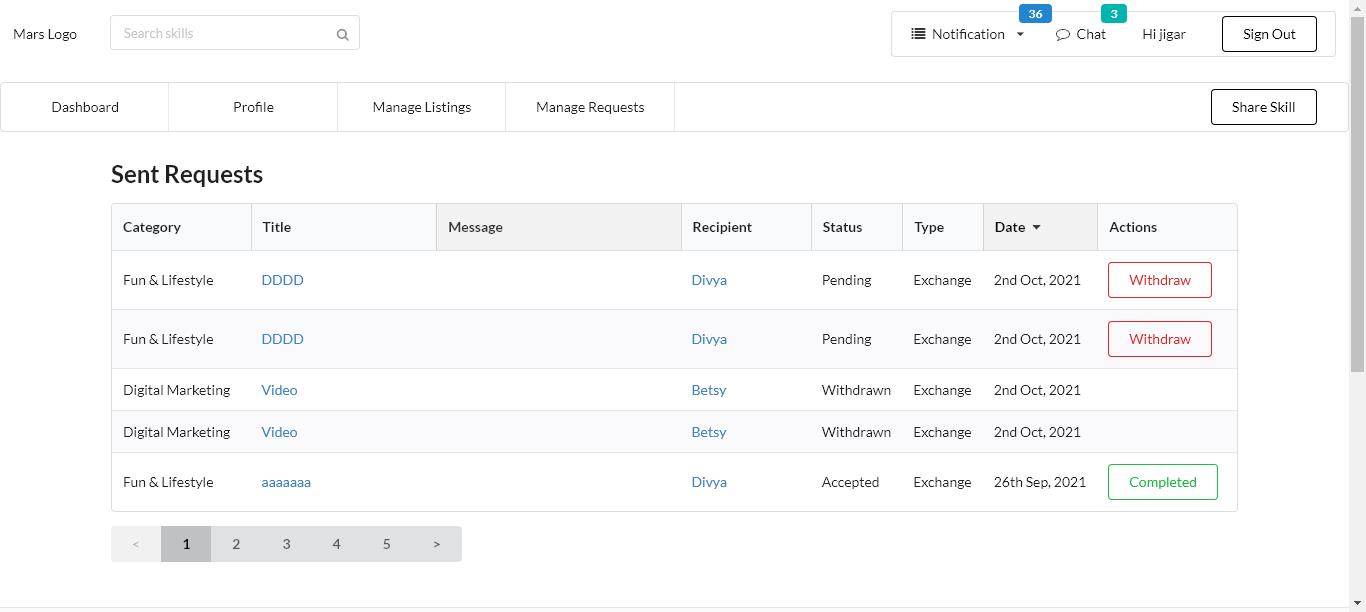 36 3
Mars Logo Search skills Notification Chat Hi jigar Sign Out
Dashboard Profile Manage Listings Manage Requests Share Skill
Sent Requests
Category Title Message Recipient Status Type Date Actions
Fun & Lifestyle DDDD Divya Pending Exchange 2nd Oct, 2021 Withdraw
Fun & Lifestyle DDDD Divya Pending Exchange 2nd Oct, 2021 Withdraw
Digital Marketing Video Betsy Withdrawn Exchange 2nd Oct, 2021
Digital Marketing Video Betsy Withdrawn Exchange 2nd Oct, 2021
Fun & Lifestyle aaaaaaa Divya Accepted Exchange 26th Sep, 2021 Completed
< 1 2 3 4 5 >